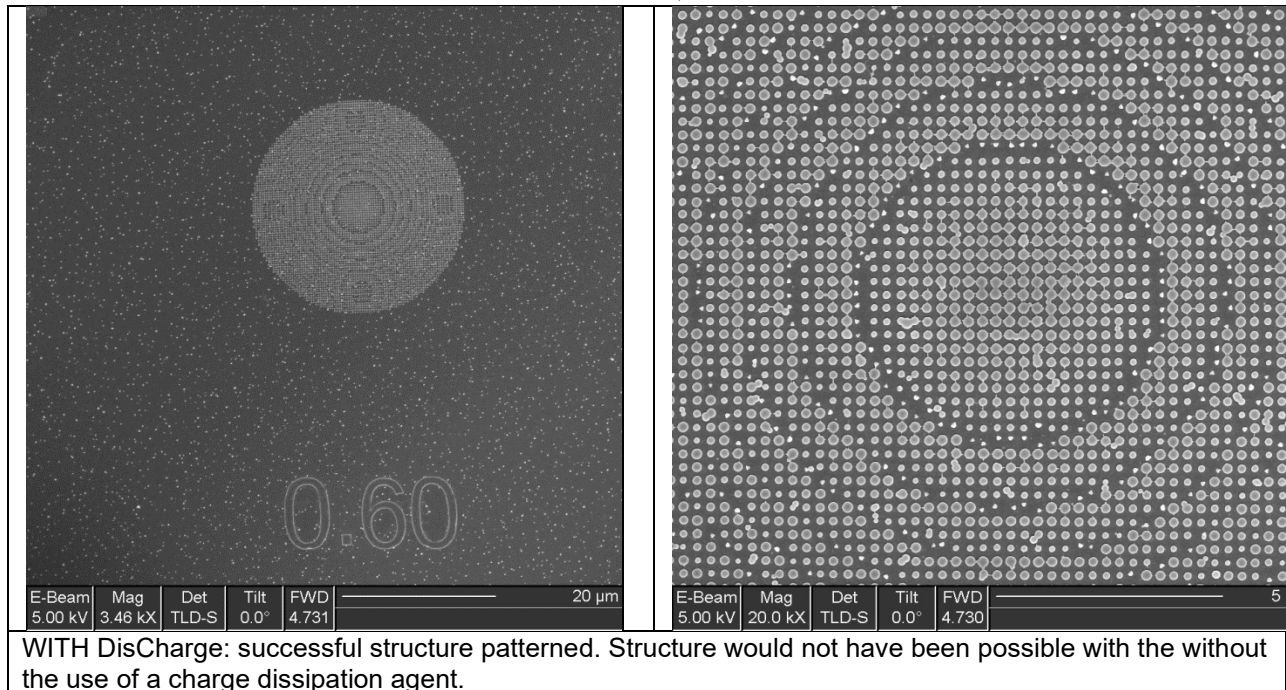 0.60
E-Beam Mag Det Tilt FWD 20 µm
5.00 kV 3.46 kX TLD-S 0.0° 4.731
E-Beam Mag Det Tilt FWD 5
5.00 kV 20.0 kX TLD-S 0.0° 4.730
WITH DisCharge: successful structure patterned. Structure would not have been possible with the without
the use of a charge dissipation agent.